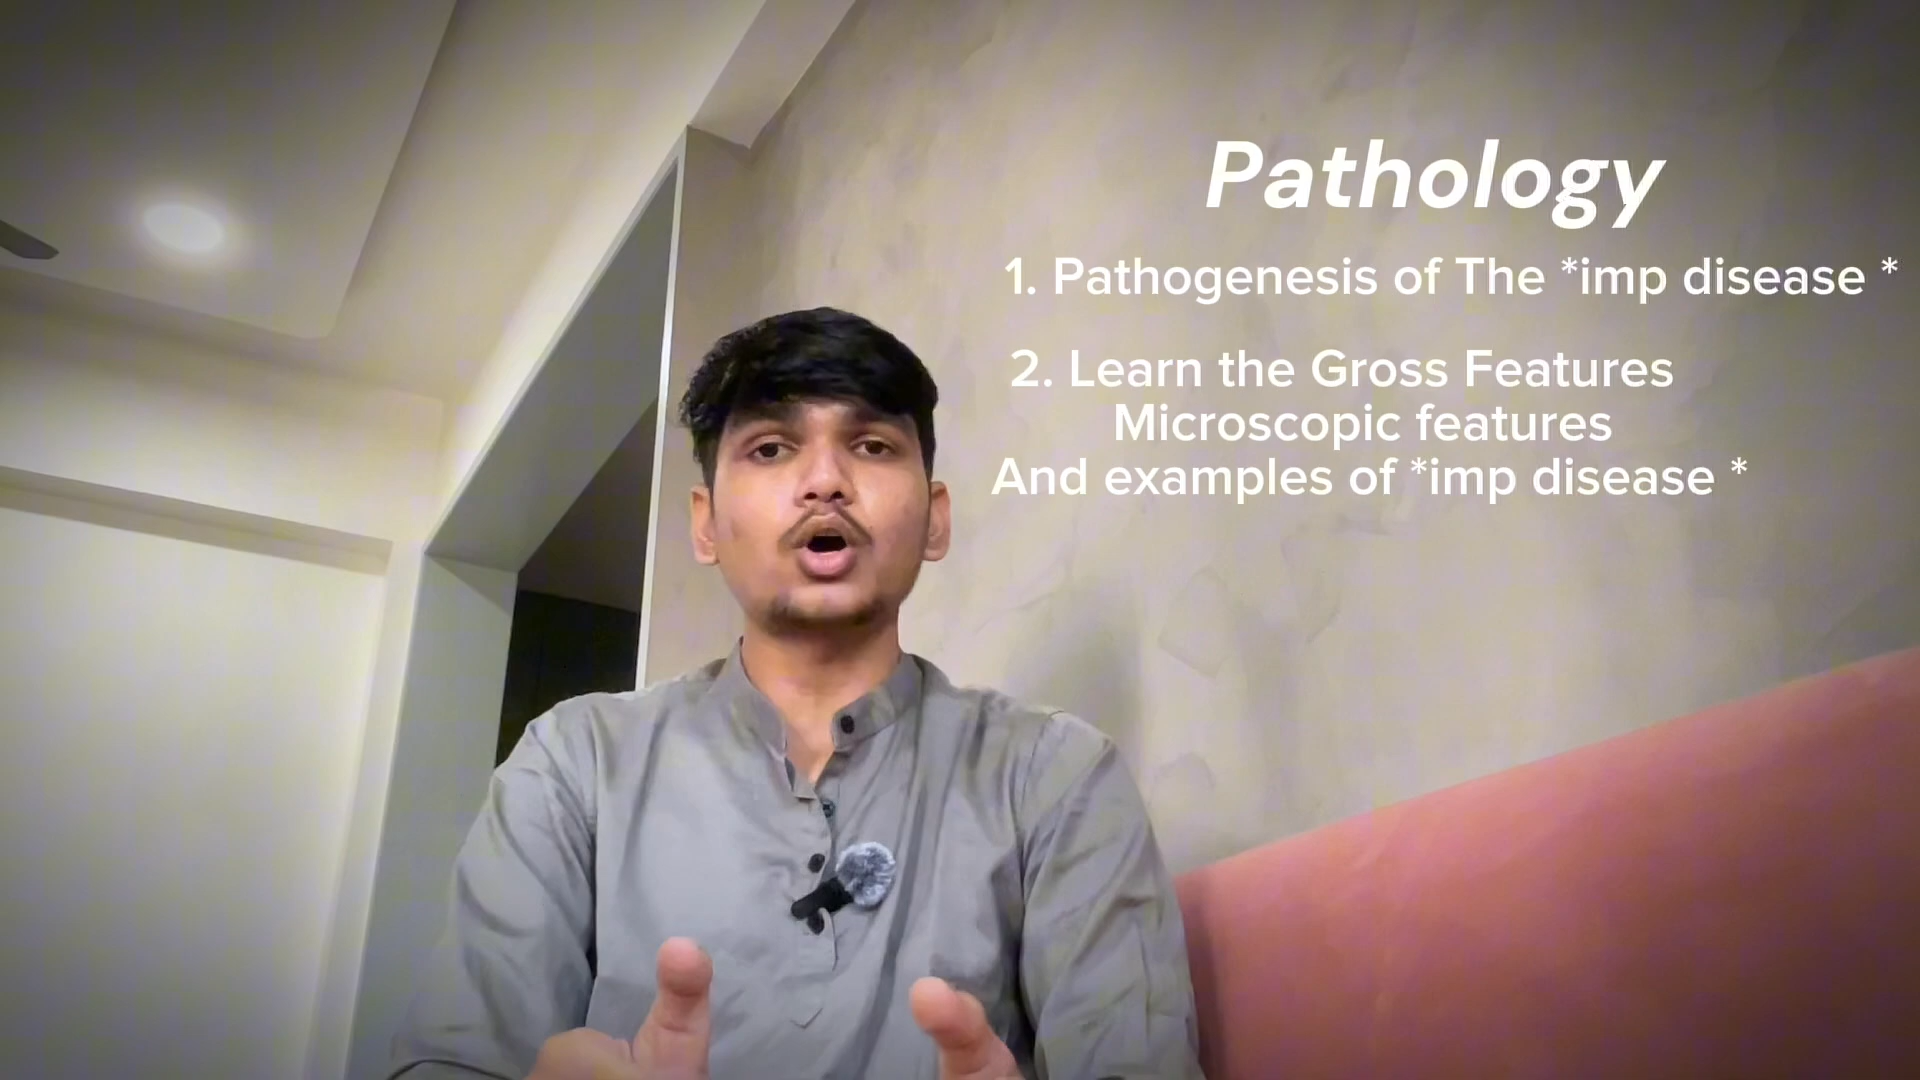 Pathology
1. Pathogenesis of The *imp disease *
2. Learn the Gross Features
Microscopic features
And examples of *imp disease *